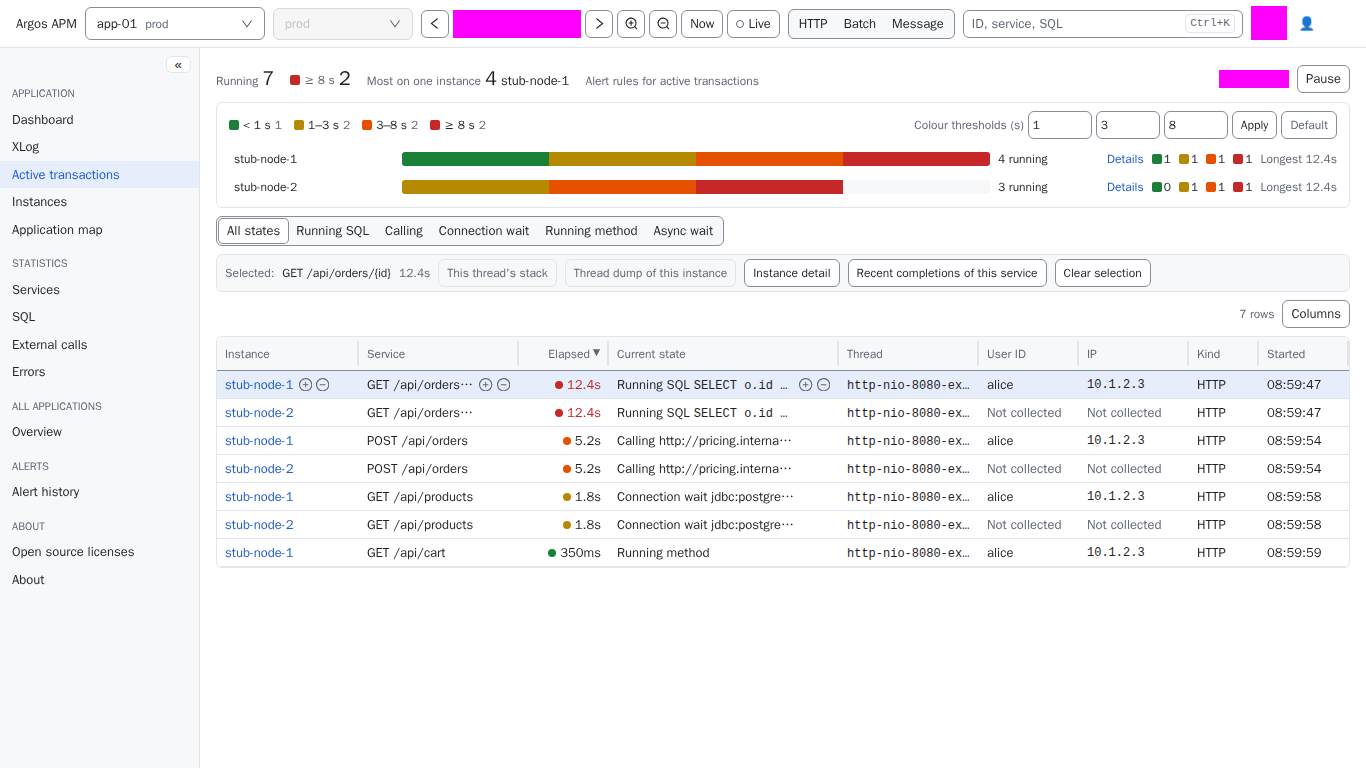 Argos APM
app-01 prod
prod
Now
Live
HTTP Batch Message
ID, service, SQL
Ctrl+K
«
APPLICATION
Dashboard
XLog
Active transactions
Instances
Application map
STATISTICS
Services
SQL
External calls
Errors
ALL APPLICATIONS
Overview
ALERTS
Alert history
ABOUT
Open source licenses
About
Running 7 ≥ 8 s 2 Most on one instance 4 stub-node-1 Alert rules for active transactions
Pause
< 1 s 1 1–3 s 2 3–8 s 2 ≥ 8 s 2
Colour thresholds (s) 1 3 8 Apply Default
stub-node-1 4 running Details 1 1 1 1 Longest 12.4s
stub-node-2 3 running Details 0 1 1 1 Longest 12.4s
All states Running SQL Calling Connection wait Running method Async wait
Selected: GET /api/orders/{id} 12.4s This thread's stack Thread dump of this instance Instance detail Recent completions of this service Clear selection
7 rows Columns
Instance Service Elapsed▼ Current state Thread User ID IP Kind Started
stub-node-1 GET /api/orders… 12.4s Running SQL SELECT o.id … http-nio-8080-ex… alice 10.1.2.3 HTTP 08:59:47
stub-node-2 GET /api/orders… 12.4s Running SQL SELECT o.id … http-nio-8080-ex… Not collected Not collected HTTP 08:59:47
stub-node-1 POST /api/orders 5.2s Calling http://pricing.interna… http-nio-8080-ex… alice 10.1.2.3 HTTP 08:59:54
stub-node-2 POST /api/orders 5.2s Calling http://pricing.interna… http-nio-8080-ex… Not collected Not collected HTTP 08:59:54
stub-node-1 GET /api/products 1.8s Connection wait jdbc:postgre… http-nio-8080-ex… alice 10.1.2.3 HTTP 08:59:58
stub-node-2 GET /api/products 1.8s Connection wait jdbc:postgre… http-nio-8080-ex… Not collected Not collected HTTP 08:59:58
stub-node-1 GET /api/cart 350ms Running method http-nio-8080-ex… alice 10.1.2.3 HTTP 08:59:59